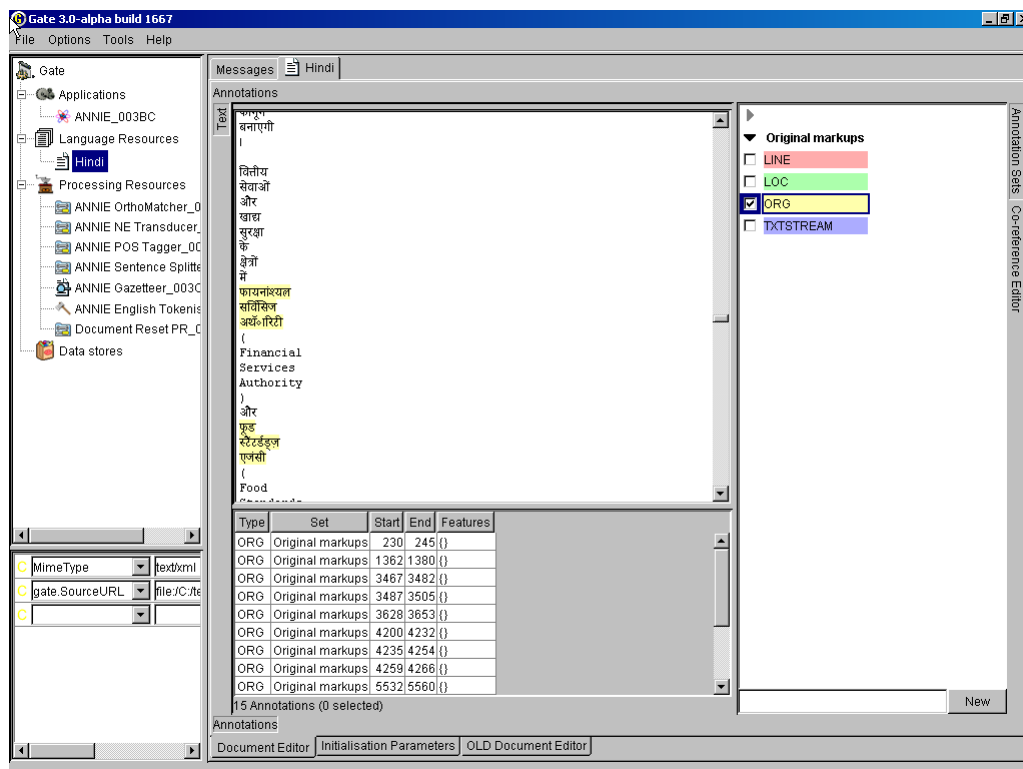 Gate 3.0-alpha build 1667
File Options Tools Help
Gate
Applications
ANNIE_003BC
Language Resources
Hindi
Processing Resources
ANNIE OrthoMatcher_0
ANNIE NE Transducer_
ANNIE POS Tagger_00
ANNIE Sentence Splitte
ANNIE Gazetteer_003C
ANNIE English Tokenis
Document Reset PR_0
Data stores
C MimeType text/xml
C gate.SourceURL file:/C:/te
C
Messages Hindi
Annotations
Text
बनाएगी
।
वित्तीय
सेवाओं
और
खाद्य
सुरक्षा
के
क्षेत्रों
में
फायनांश्यल
सर्विसिज
अथॅारिटी
(
Financial
Services
Authority
)
और
फूड
स्टैंटर्डड्ज़
एजंसी
(
Food
Original markups
LINE
LOC
ORG
TXTSTREAM
Annotation Sets
Co-reference Editor
Type Set Start End Features
ORG Original markups 230 245 {}
ORG Original markups 1362 1380 {}
ORG Original markups 3467 3482 {}
ORG Original markups 3487 3505 {}
ORG Original markups 3628 3653 {}
ORG Original markups 4200 4232 {}
ORG Original markups 4235 4254 {}
ORG Original markups 4259 4266 {}
ORG Original markups 5532 5560 {}
15 Annotations (0 selected)
New
Annotations
Document Editor Initialisation Parameters OLD Document Editor